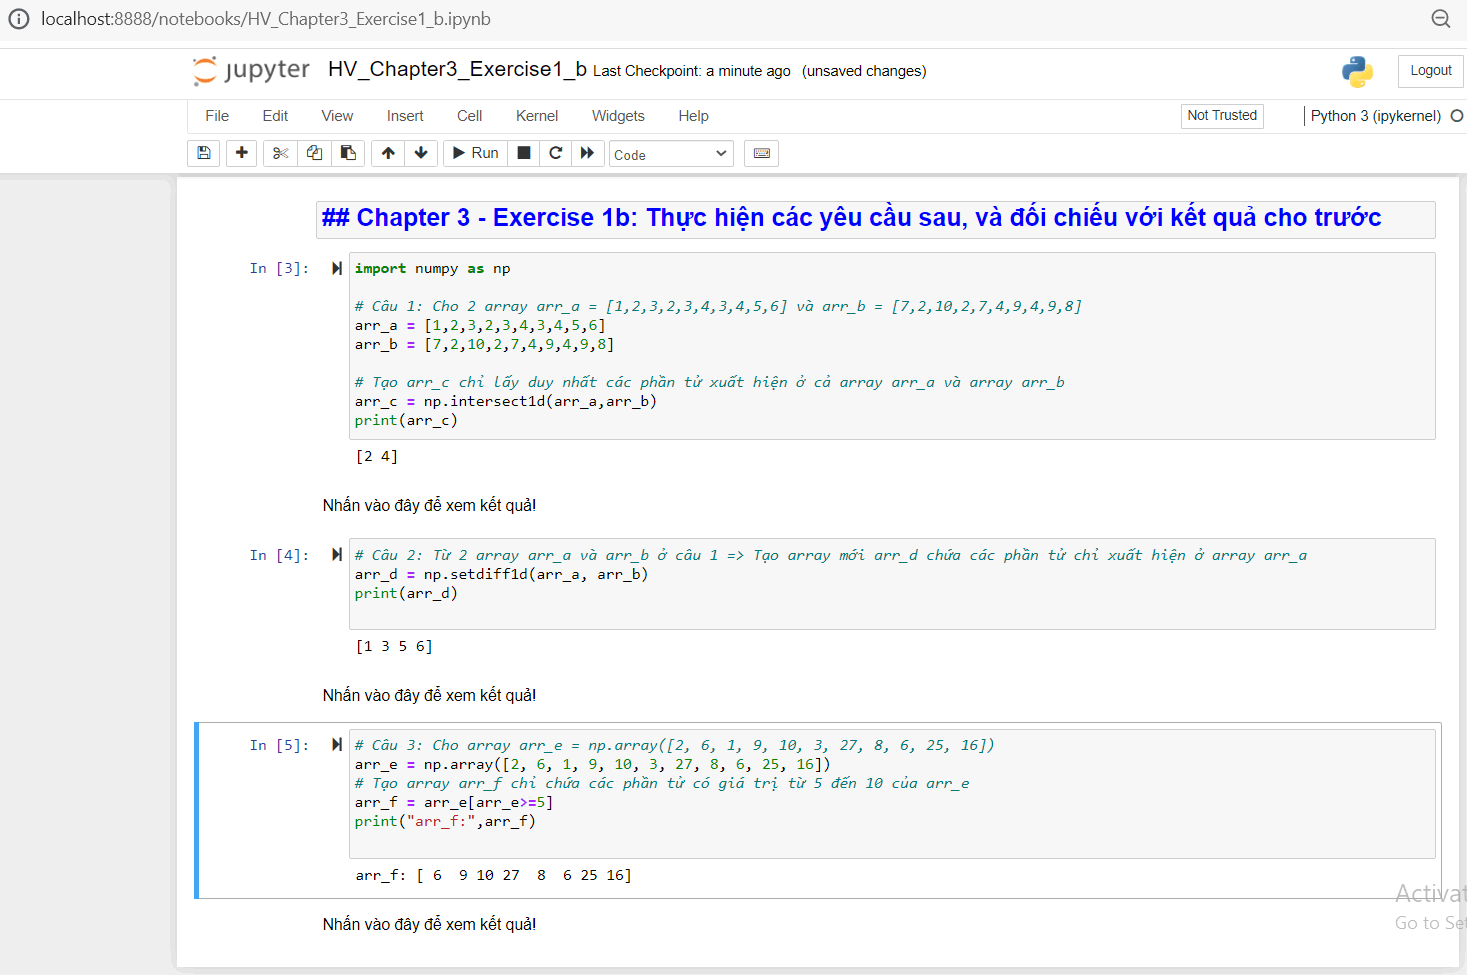 localhost:8888/notebooks/HV_Chapter3_Exercise1_b.ipynb
jupyter HV_Chapter3_Exercise1_b Last Checkpoint: a minute ago (unsaved changes) Logout
File Edit View Insert Cell Kernel Widgets Help Not Trusted Python 3 (ipykernel)
Run Code
## Chapter 3 - Exercise 1b: Thực hiện các yêu cầu sau, và đối chiếu với kết quả cho trước
In [3]: import numpy as np
# Câu 1: Cho 2 array arr_a = [1,2,3,2,3,4,3,4,5,6] và arr_b = [7,2,10,2,7,4,9,4,9,8]
arr_a = [1,2,3,2,3,4,3,4,5,6]
arr_b = [7,2,10,2,7,4,9,4,9,8]
# Tạo arr_c chỉ lấy duy nhất các phần tử xuất hiện ở cả array arr_a và array arr_b
arr_c = np.intersect1d(arr_a,arr_b)
print(arr_c)
[2 4]
Nhấn vào đây để xem kết quả!
In [4]: # Câu 2: Từ 2 array arr_a và arr_b ở câu 1 => Tạo array mới arr_d chứa các phần tử chỉ xuất hiện ở array arr_a
arr_d = np.setdiff1d(arr_a, arr_b)
print(arr_d)
[1 3 5 6]
Nhấn vào đây để xem kết quả!
In [5]: # Câu 3: Cho array arr_e = np.array([2, 6, 1, 9, 10, 3, 27, 8, 6, 25, 16])
arr_e = np.array([2, 6, 1, 9, 10, 3, 27, 8, 6, 25, 16])
# Tạo array arr_f chỉ chứa các phần tử có giá trị từ 5 đến 10 của arr_e
arr_f = arr_e[arr_e>=5]
print("arr_f:",arr_f)
arr_f: [ 6  9 10 27  8  6 25 16]
Activat
Go to Set
Nhấn vào đây để xem kết quả!